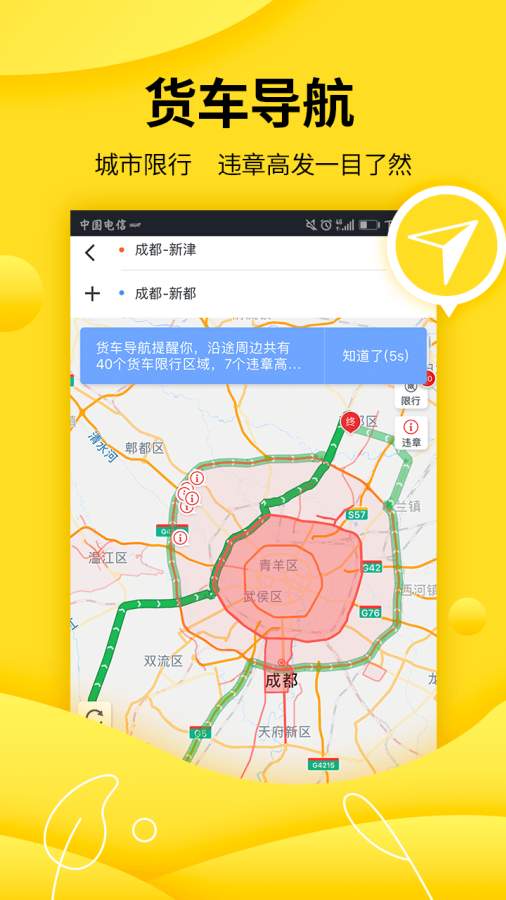 货车导航
城市限行 违章高发一目了然
中国电信
成都-新津
成都-新都
货车导航提醒你，沿途周边共有
40个货车限行区域，7个违章高...
知道了(5s)
限行
违章
终
清水河
郫都区
S57
兰镇
温江区
青羊区
G42
武侯区
西河镇
G76
双流区
成都
天府新区
G5
G4215